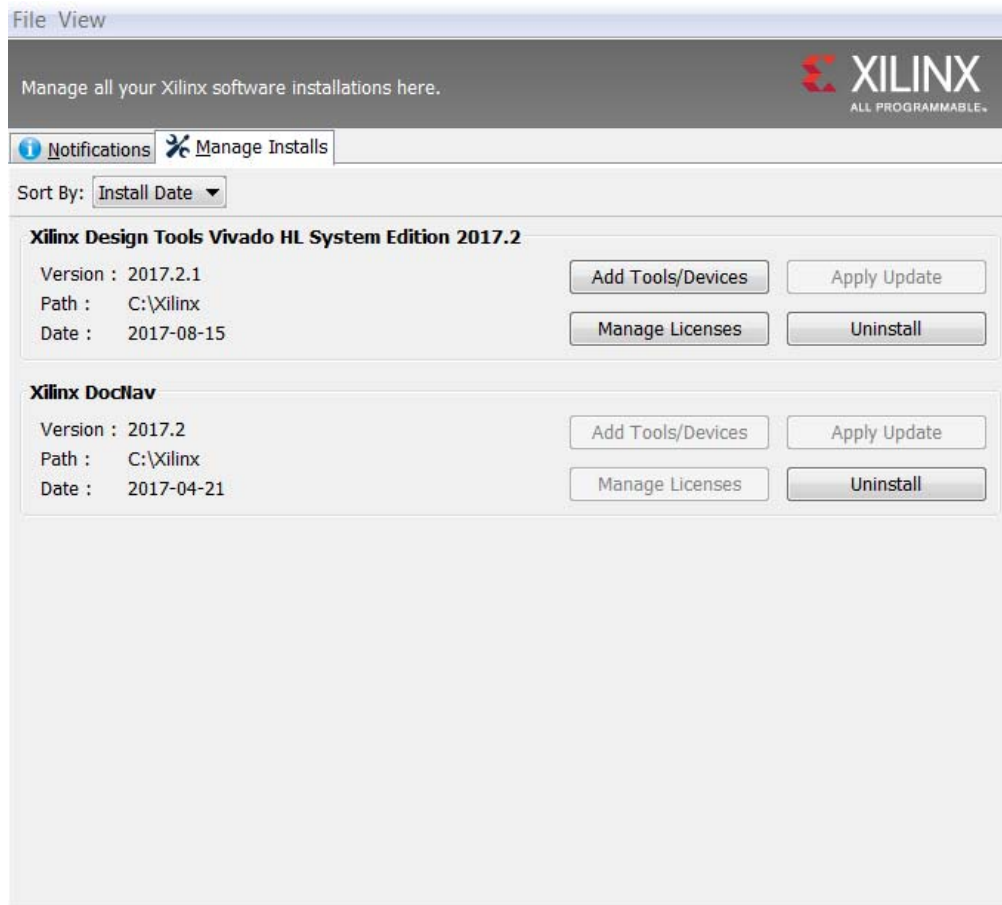 File View
Manage all your Xilinx software installations here.
XILINX
ALL PROGRAMMABLE.
Notifications Manage Installs
Sort By: Install Date
Xilinx Design Tools Vivado HL System Edition 2017.2
Version : 2017.2.1
Path : C:\Xilinx
Date : 2017-08-15
Add Tools/Devices Apply Update
Manage Licenses Uninstall
Xilinx DocNav
Version : 2017.2
Path : C:\Xilinx
Date : 2017-04-21
Add Tools/Devices Apply Update
Manage Licenses Uninstall